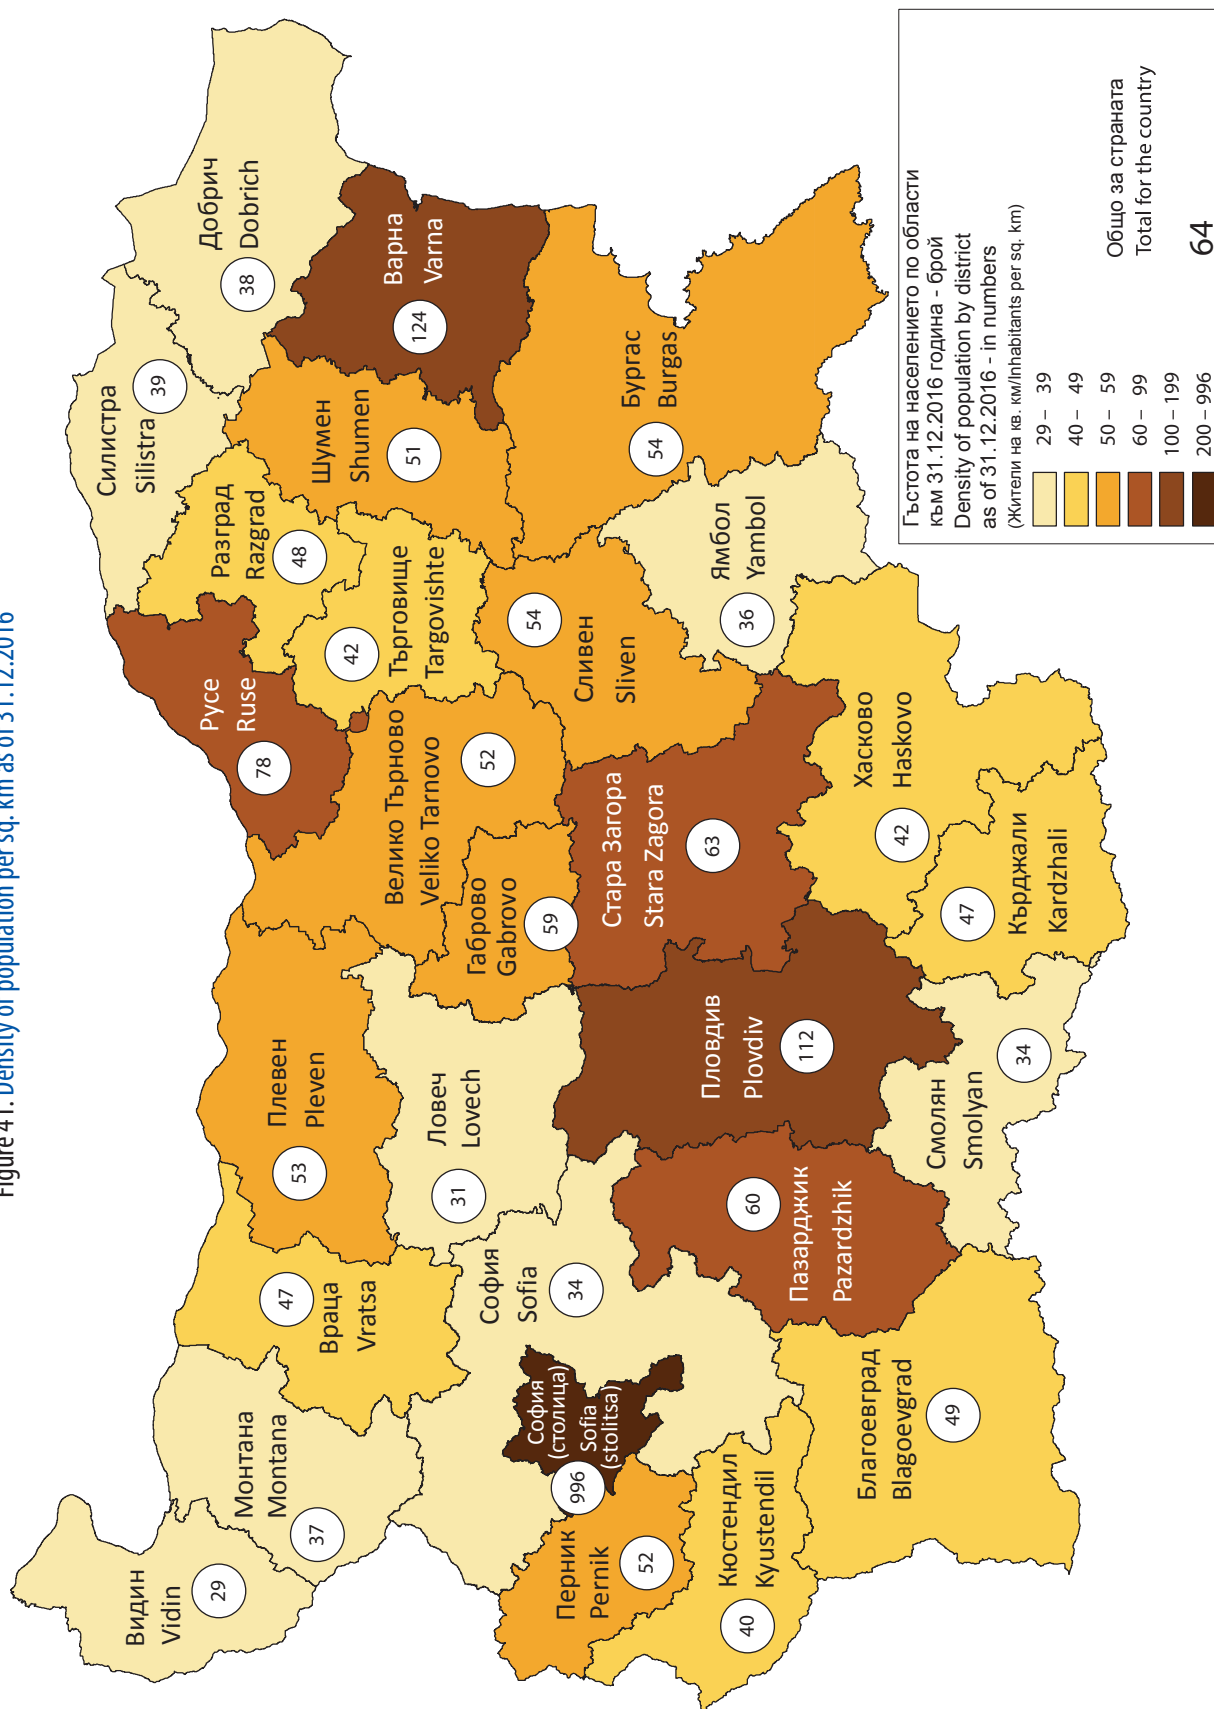 Figure 41. Density of population per sq. km as of 31.12.2016
Видин
Vidin
29
Монтана
Montana
37
Враца
Vratsa
47
Плевен
Pleven
53
Ловеч
Lovech
31
София
Sofia
34
София
(столица)
Sofia
(stolitsa)
996
Перник
Pernik
52
Кюстендил
Kyustendil
40
Благоевград
Blagoevgrad
49
Пазарджик
Pazardzhik
60
Пловдив
Plovdiv
112
Смолян
Smolyan
34
Велико Търново
Veliko Tarnovo
52
Габрово
Gabrovo
59
Стара Загора
Stara Zagora
63
Хасково
Haskovo
42
Кърджали
Kardzhali
47
Русе
Ruse
78
Разград
Razgrad
48
Търговище
Targovishte
42
Силистра
Silistra
39
Добрич
Dobrich
38
Шумен
Shumen
51
Варна
Varna
124
Бургас
Burgas
54
Сливен
Sliven
54
Ямбол
Yambol
36
Гъстота на населението по области
към 31.12.2016 година - брой
Density of population by district
as of 31.12.2016 - in numbers
(Жители на кв. км/Inhabitants per sq. km)
29 – 39
40 – 49
50 – 59
60 – 99
100 – 199
200 – 996
Общо за страната
Total for the country
64